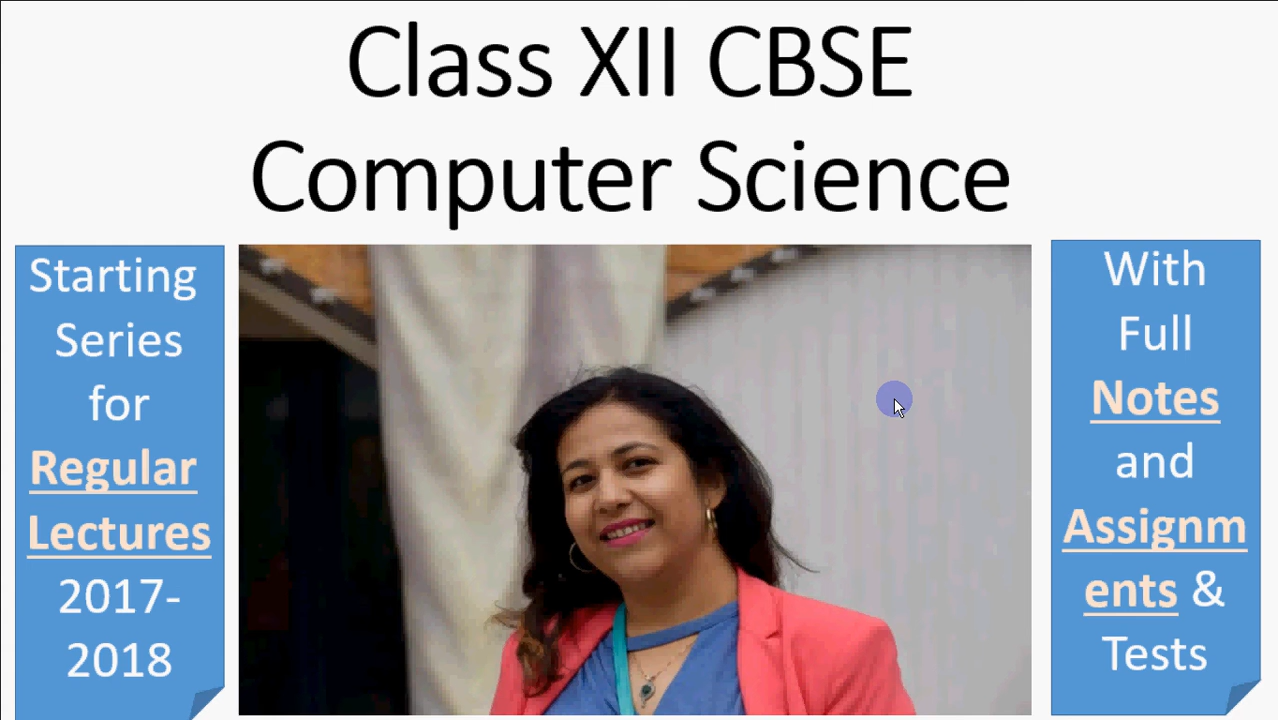 Class XII CBSE
Computer Science
Starting
Series
for
Regular
Lectures
2017-
2018
With
Full
Notes
and
Assignm
ents &
Tests